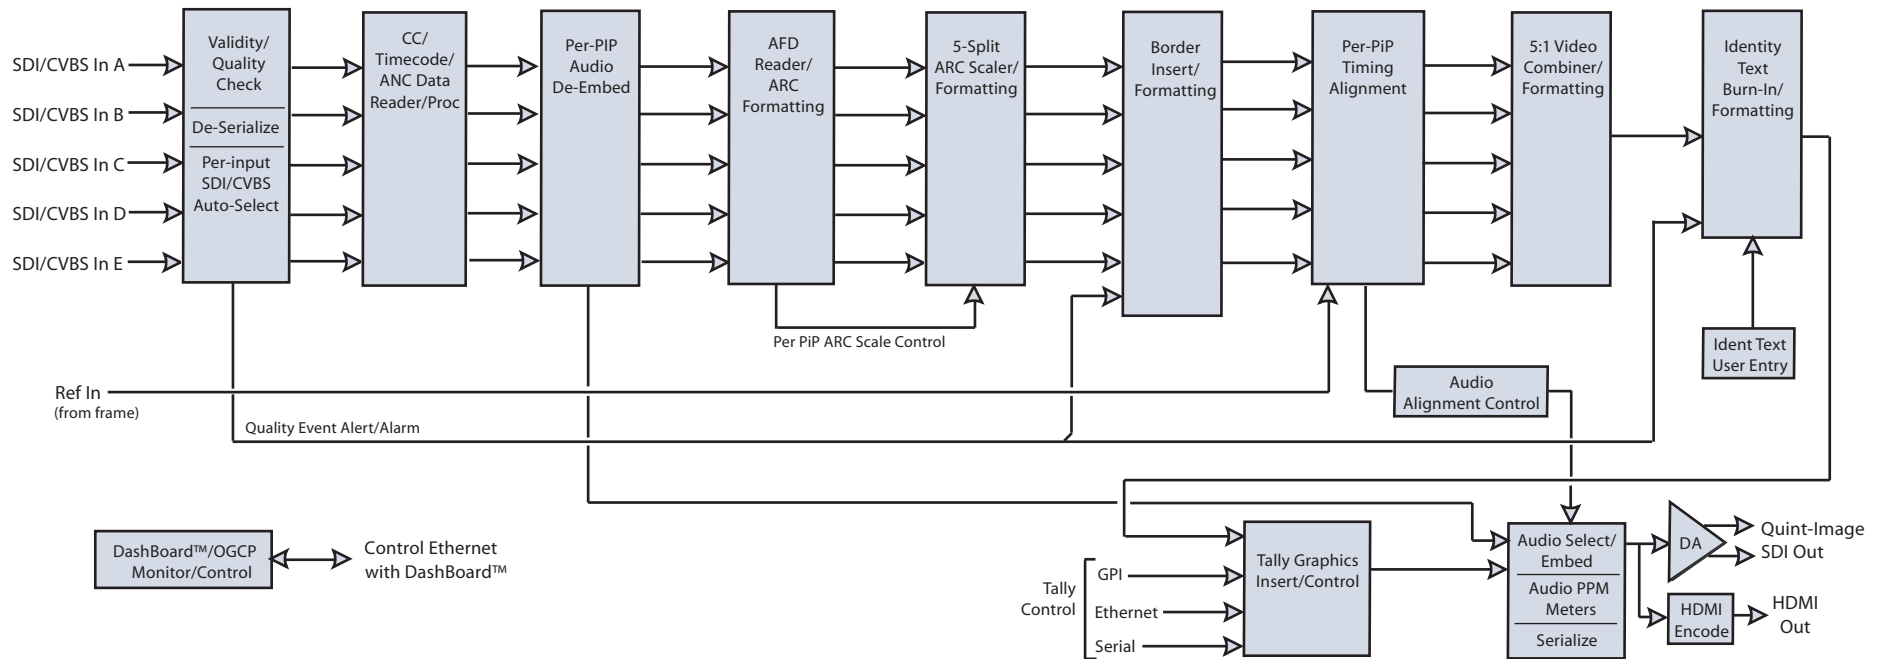 SDI/CVBS In A
SDI/CVBS In B
SDI/CVBS In C
SDI/CVBS In D
SDI/CVBS In E
Validity/
Quality
Check
De-Serialize
Per-input
SDI/CVBS
Auto-Select
CC/
Timecode/
ANC Data
Reader/Proc
Per-PIP
Audio
De-Embed
AFD
Reader/
ARC
Formatting
5-Split
ARC Scaler/
Formatting
Border
Insert/
Formatting
Per-PiP
Timing
Alignment
5:1 Video
Combiner/
Formatting
Identity
Text
Burn-In/
Formatting
Per PiP ARC Scale Control
Ident Text
User Entry
Ref In
(from frame)
Audio
Alignment Control
Quality Event Alert/Alarm
DashBoard™/OGCP
Monitor/Control
Control Ethernet
with DashBoard™
Tally
Control
GPI
Ethernet
Serial
Tally Graphics
Insert/Control
Audio Select/
Embed
Audio PPM
Meters
Serialize
DA
Quint-Image
SDI Out
HDMI
Encode
HDMI
Out